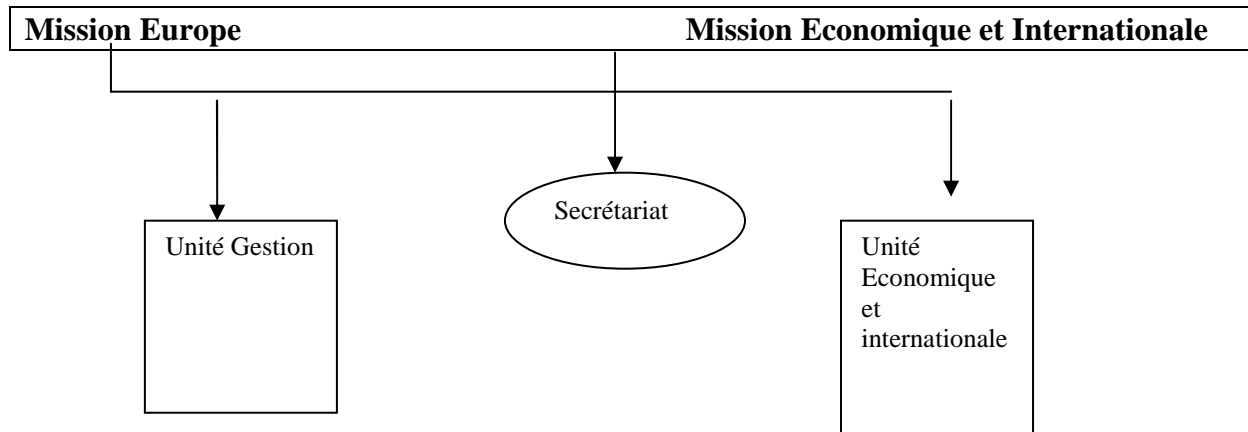 Mission Europe Mission Economique et Internationale
Secrétariat
Unité Gestion
Unité
Economique
et
internationale